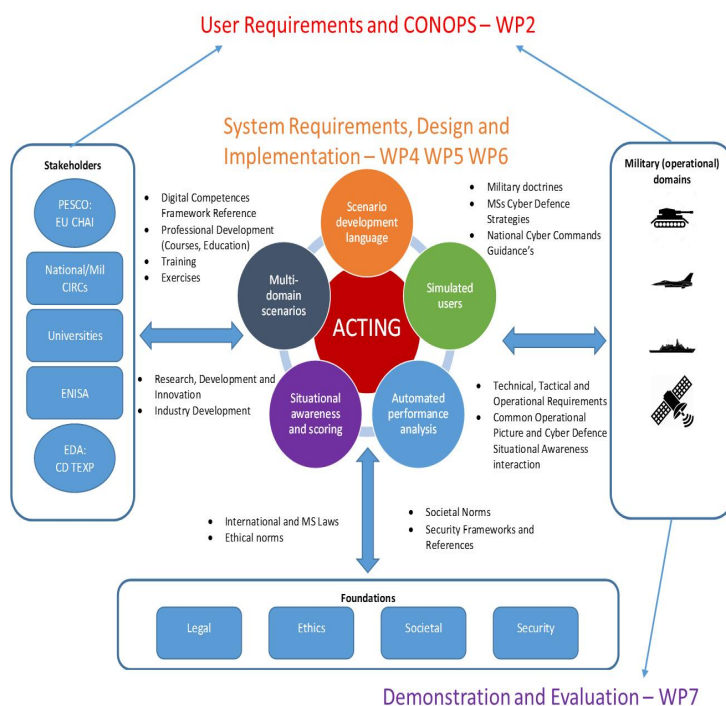 User Requirements and CONOPS – WP2
System Requirements, Design and
Implementation – WP4 WP5 WP6
Stakeholders
PESCO:
EU CHAI
National/Mil
CIRCs
Universities
ENISA
EDA:
CD TEXP
• Digital Competences
Framework Reference
• Professional Development
(Courses, Education)
• Training
• Exercises
• Research, Development and
Innovation
• Industry Development
Scenario
development
language
Multi-
domain
scenarios
Simulated
users
ACTING
Situational
awareness
and scoring
Automated
performance
analysis
• Military doctrines
• MSs Cyber Defence
Strategies
• National Cyber Commands
Guidance's
• Technical, Tactical and
Operational Requirements
• Common Operational
Picture and Cyber Defence
Situational Awareness
interaction
Military (operational)
domains
• International and MS Laws
• Ethical norms
• Societal Norms
• Security Frameworks and
References
Foundations
Legal
Ethics
Societal
Security
Demonstration and Evaluation – WP7